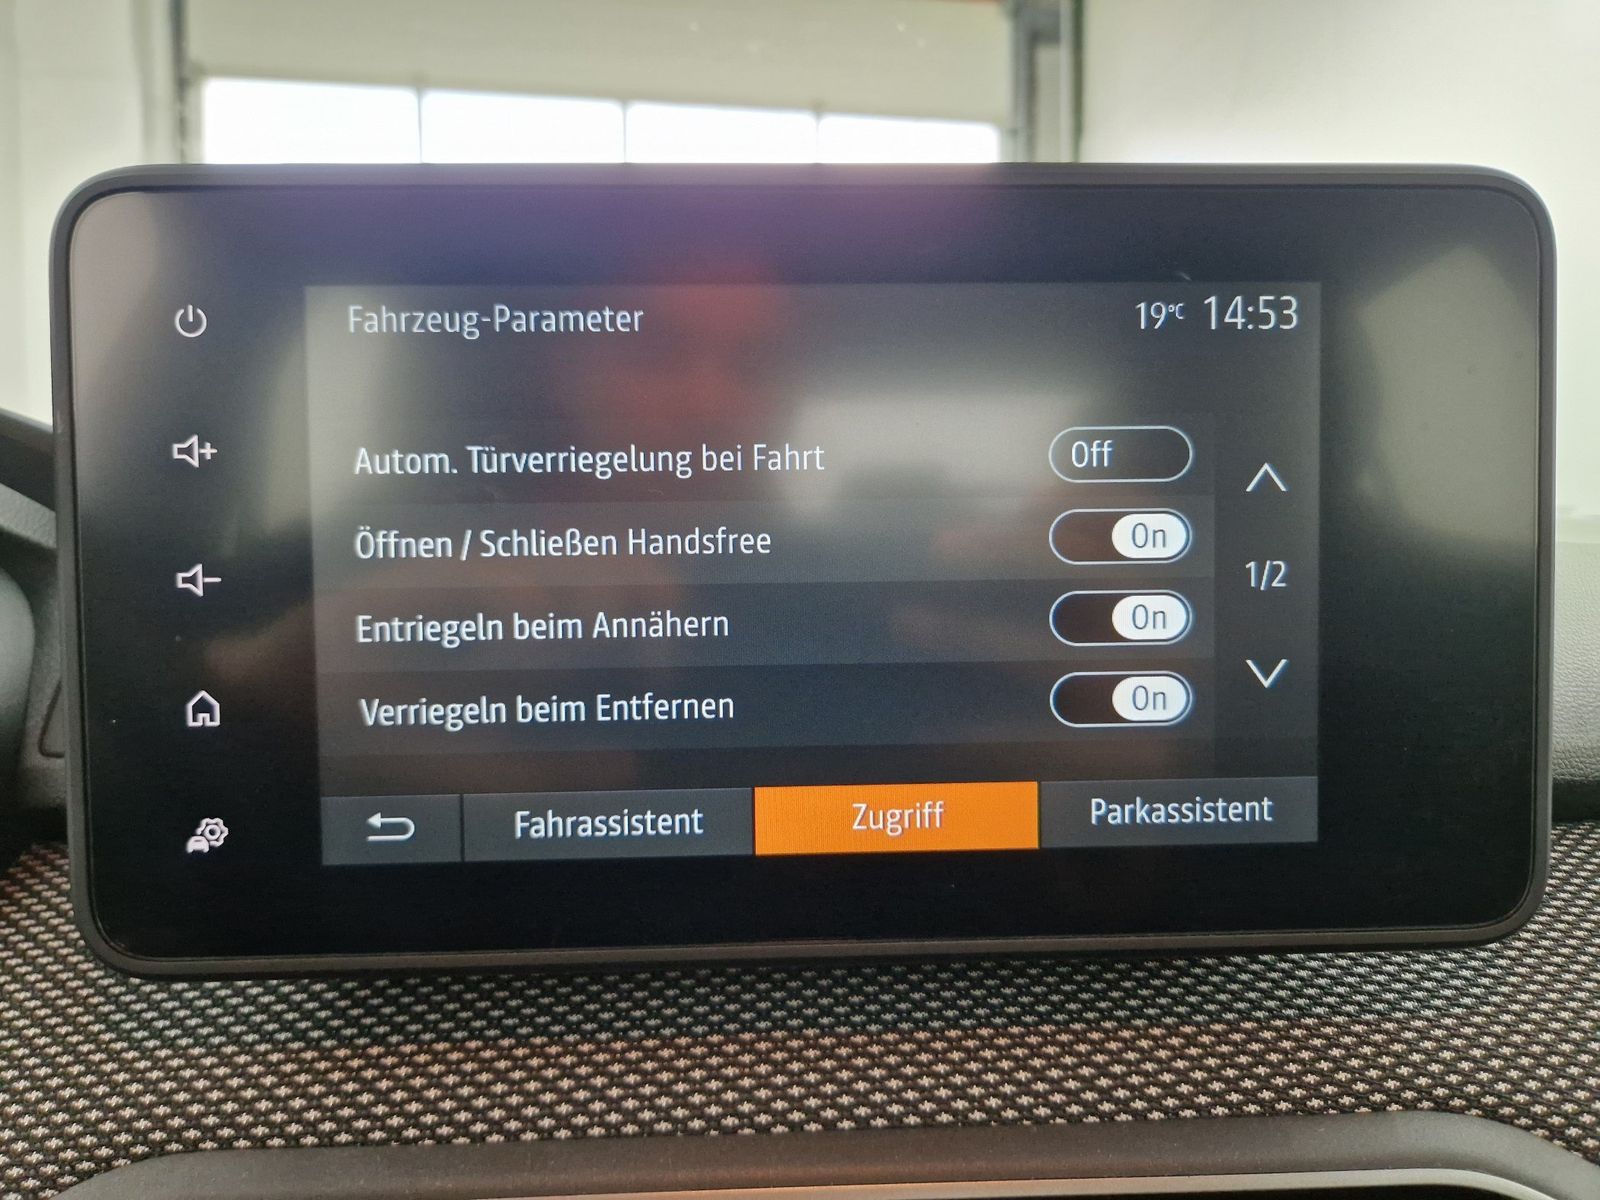 Fahrzeug-Parameter 19°C 14:53
Autom. Türverriegelung bei Fahrt Off
Öffnen / Schließen Handsfree On
Entriegeln beim Annähern On
Verriegeln beim Entfernen On
1/2
Fahrassistent Zugriff Parkassistent